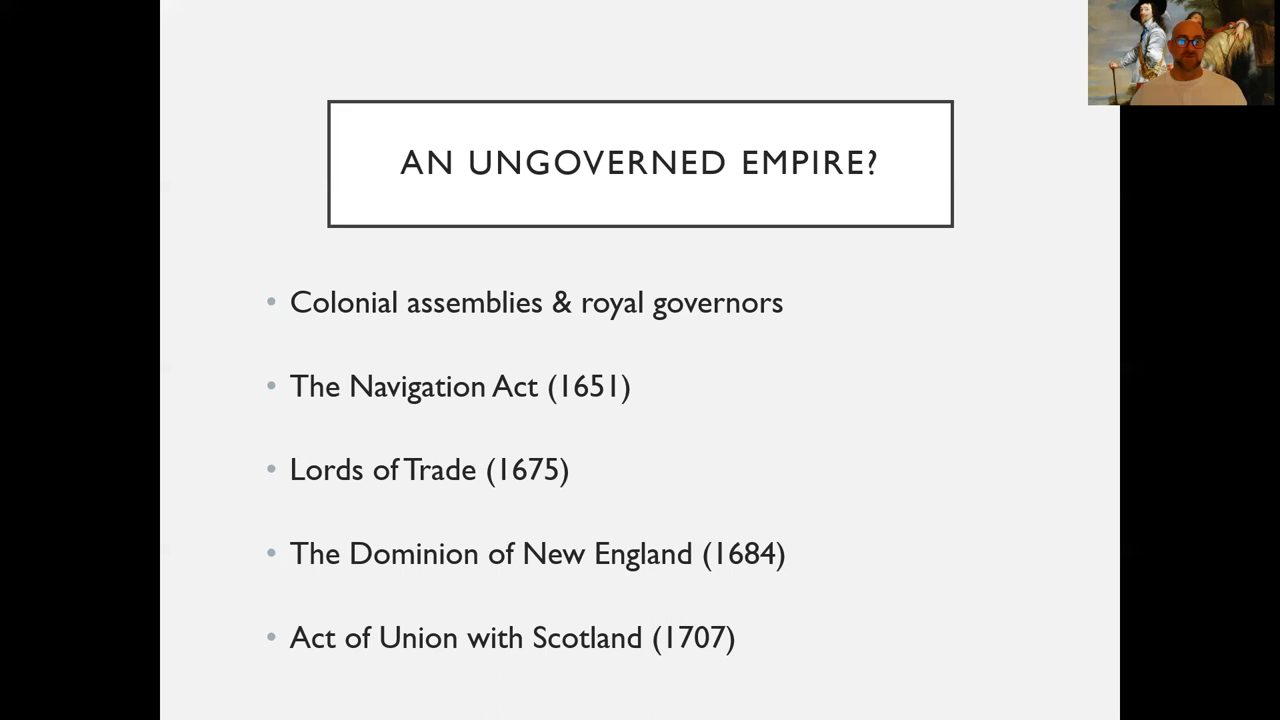 AN UNGOVERNED EMPIRE?
• Colonial assemblies & royal governors
• The Navigation Act (1651)
• Lords of Trade (1675)
• The Dominion of New England (1684)
• Act of Union with Scotland (1707)